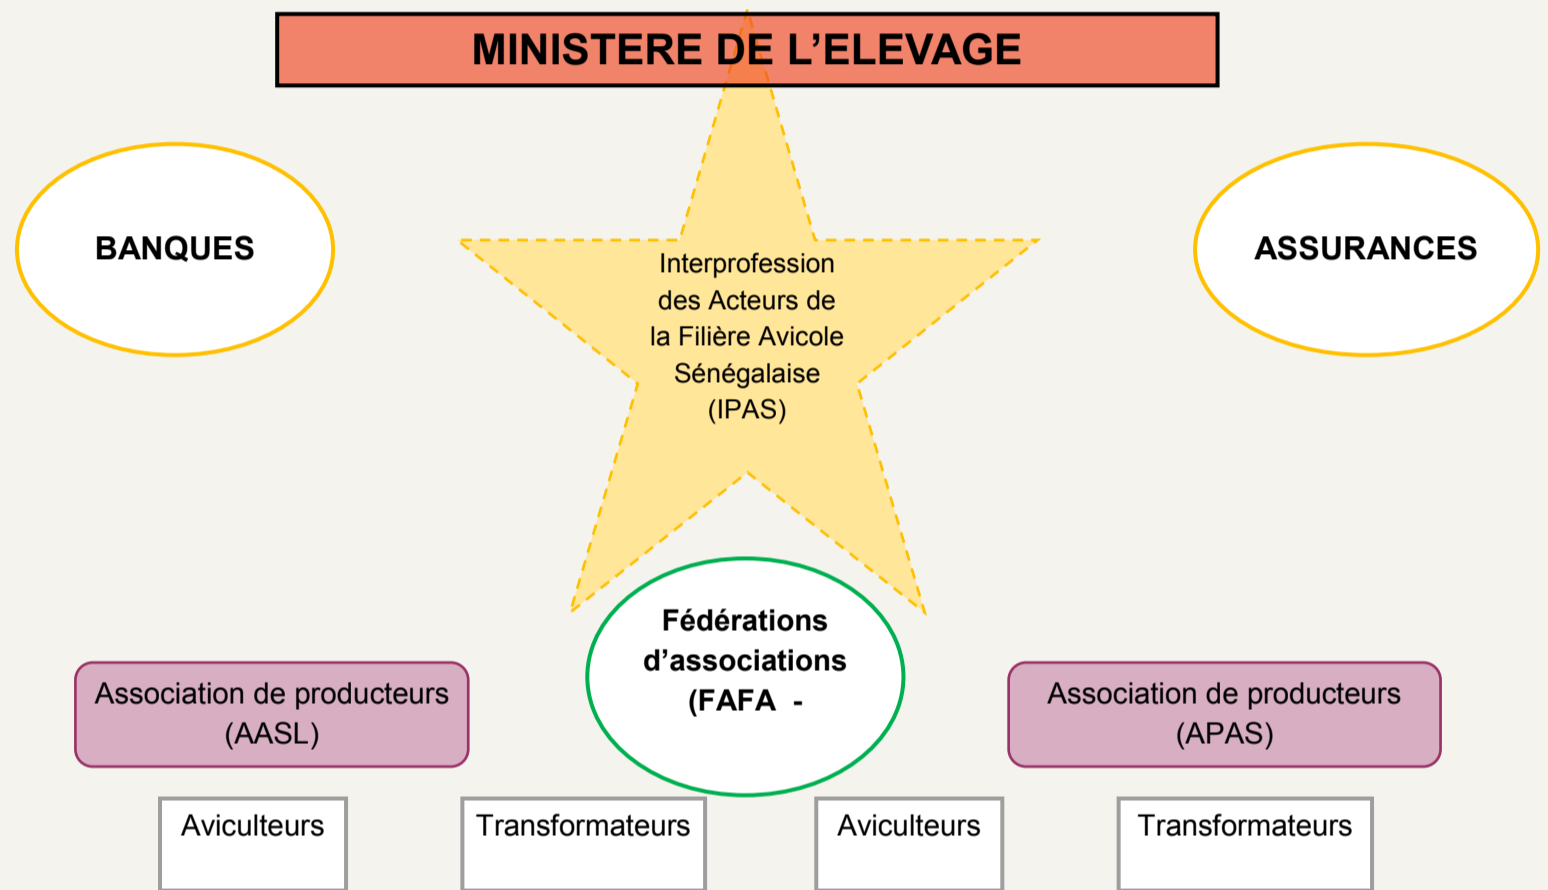 MINISTERE DE L’ELEVAGE
BANQUES
ASSURANCES
Interprofession
des Acteurs de
la Filière Avicole
Sénégalaise
(IPAS)
Fédérations
d’associations
(FAFA -
Association de producteurs
(AASL)
Association de producteurs
(APAS)
Aviculteurs
Transformateurs
Aviculteurs
Transformateurs